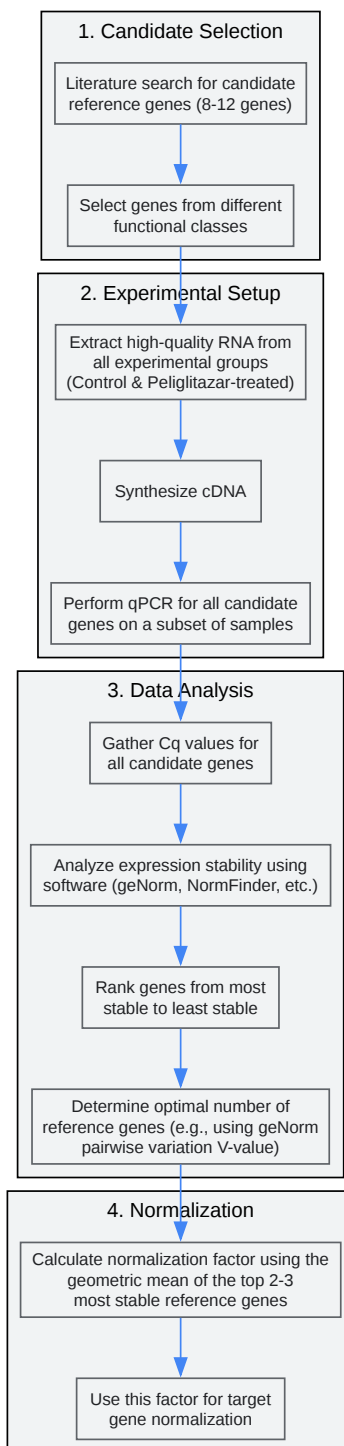 1. Candidate Selection
Literature search for candidate
reference genes (8-12 genes)
Select genes from different
functional classes
2. Experimental Setup
Extract high-quality RNA from
all experimental groups
(Control & Peliglitazar-treated)
Synthesize cDNA
Perform qPCR for all candidate
genes on a subset of samples
3. Data Analysis
Gather Cq values for
all candidate genes
Analyze expression stability using
software (geNorm, NormFinder, etc.)
Rank genes from most
stable to least stable
Determine optimal number of
reference genes (e.g., using geNorm
pairwise variation V-value)
4. Normalization
Calculate normalization factor using the
geometric mean of the top 2-3
most stable reference genes
Use this factor for target
gene normalization